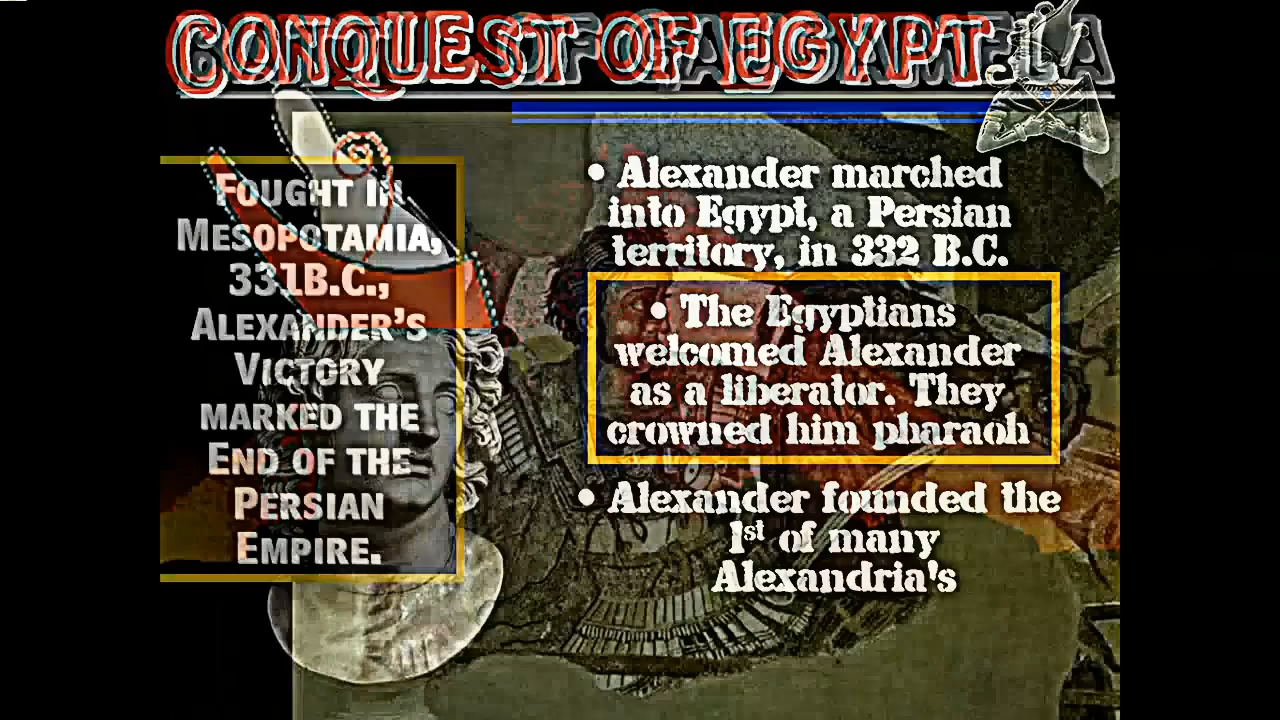 CONQUEST OF EGYPT
FOUGHT IN
MESOPOTAMIA,
331B.C.,
ALEXANDER'S
VICTORY
MARKED THE
END OF THE
PERSIAN
EMPIRE.
• Alexander marched
into Egypt, a Persian
territory, in 332 B.C.
• The Egyptians
welcomed Alexander
as a liberator. They
crowned him pharaoh
• Alexander founded the
1st of many
Alexandria's